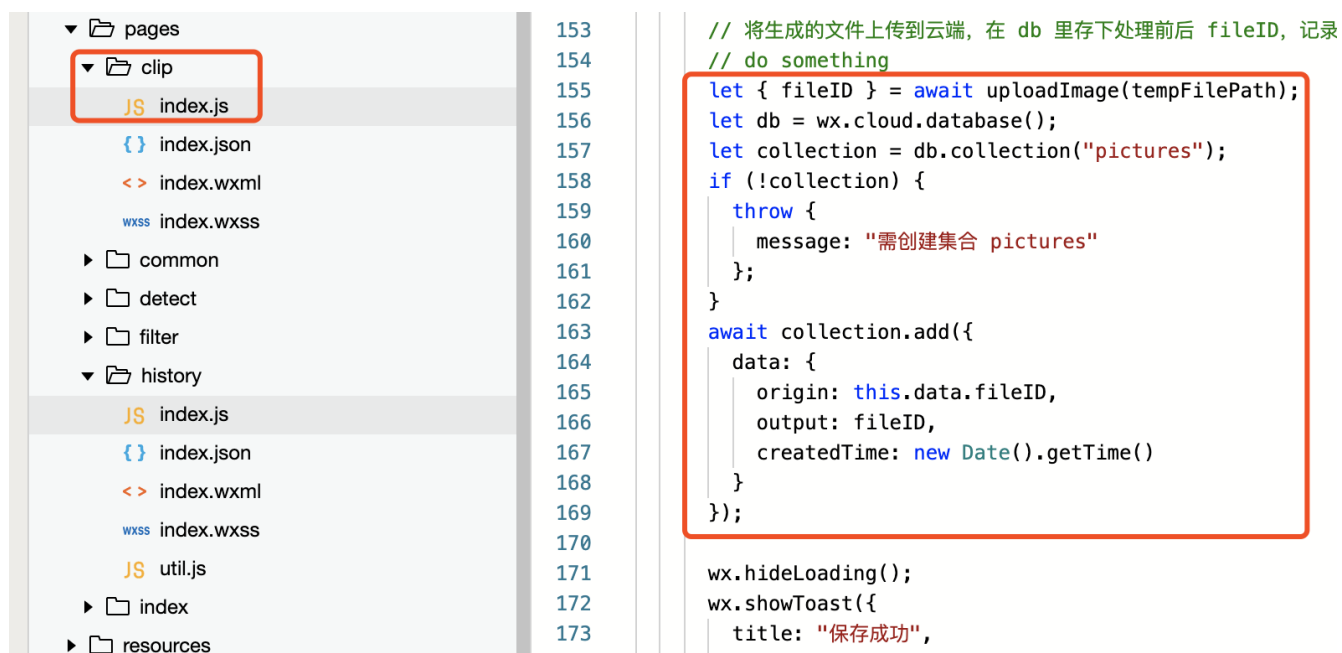 pages
clip
JS index.js
{ } index.json
< > index.wxml
wxss index.wxss
common
detect
filter
history
JS index.js
{ } index.json
< > index.wxml
wxss index.wxss
JS util.js
index
resources
153 // 将生成的文件上传到云端，在 db 里存下处理前后 fileID，记录
154 // do something
155 let { fileID } = await uploadImage(tempFilePath);
156 let db = wx.cloud.database();
157 let collection = db.collection("pictures");
158 if (!collection) {
159 throw {
160 message: "需创建集合 pictures"
161 };
162 }
163 await collection.add({
164 data: {
165 origin: this.data.fileID,
166 output: fileID,
167 createdTime: new Date().getTime()
168 }
169 });
170
171 wx.hideLoading();
172 wx.showToast({
173 title: "保存成功",